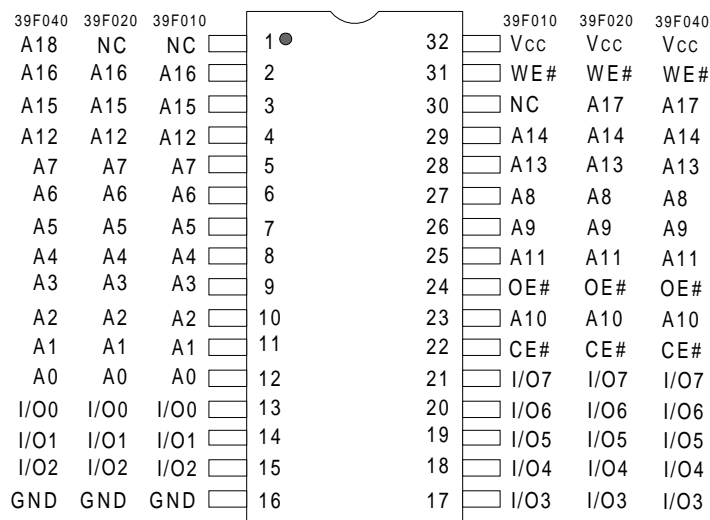 39F040 39F020 39F010 39F010 39F020 39F040
A18 NC NC 1 32 Vcc Vcc Vcc
A16 A16 A16 2 31 WE# WE# WE#
A15 A15 A15 3 30 NC A17 A17
A12 A12 A12 4 29 A14 A14 A14
A7 A7 A7 5 28 A13 A13 A13
A6 A6 A6 6 27 A8 A8 A8
A5 A5 A5 7 26 A9 A9 A9
A4 A4 A4 8 25 A11 A11 A11
A3 A3 A3 9 24 OE# OE# OE#
A2 A2 A2 10 23 A10 A10 A10
A1 A1 A1 11 22 CE# CE# CE#
A0 A0 A0 12 21 I/O7 I/O7 I/O7
I/O0 I/O0 I/O0 13 20 I/O6 I/O6 I/O6
I/O1 I/O1 I/O1 14 19 I/O5 I/O5 I/O5
I/O2 I/O2 I/O2 15 18 I/O4 I/O4 I/O4
GND GND GND 16 17 I/O3 I/O3 I/O3